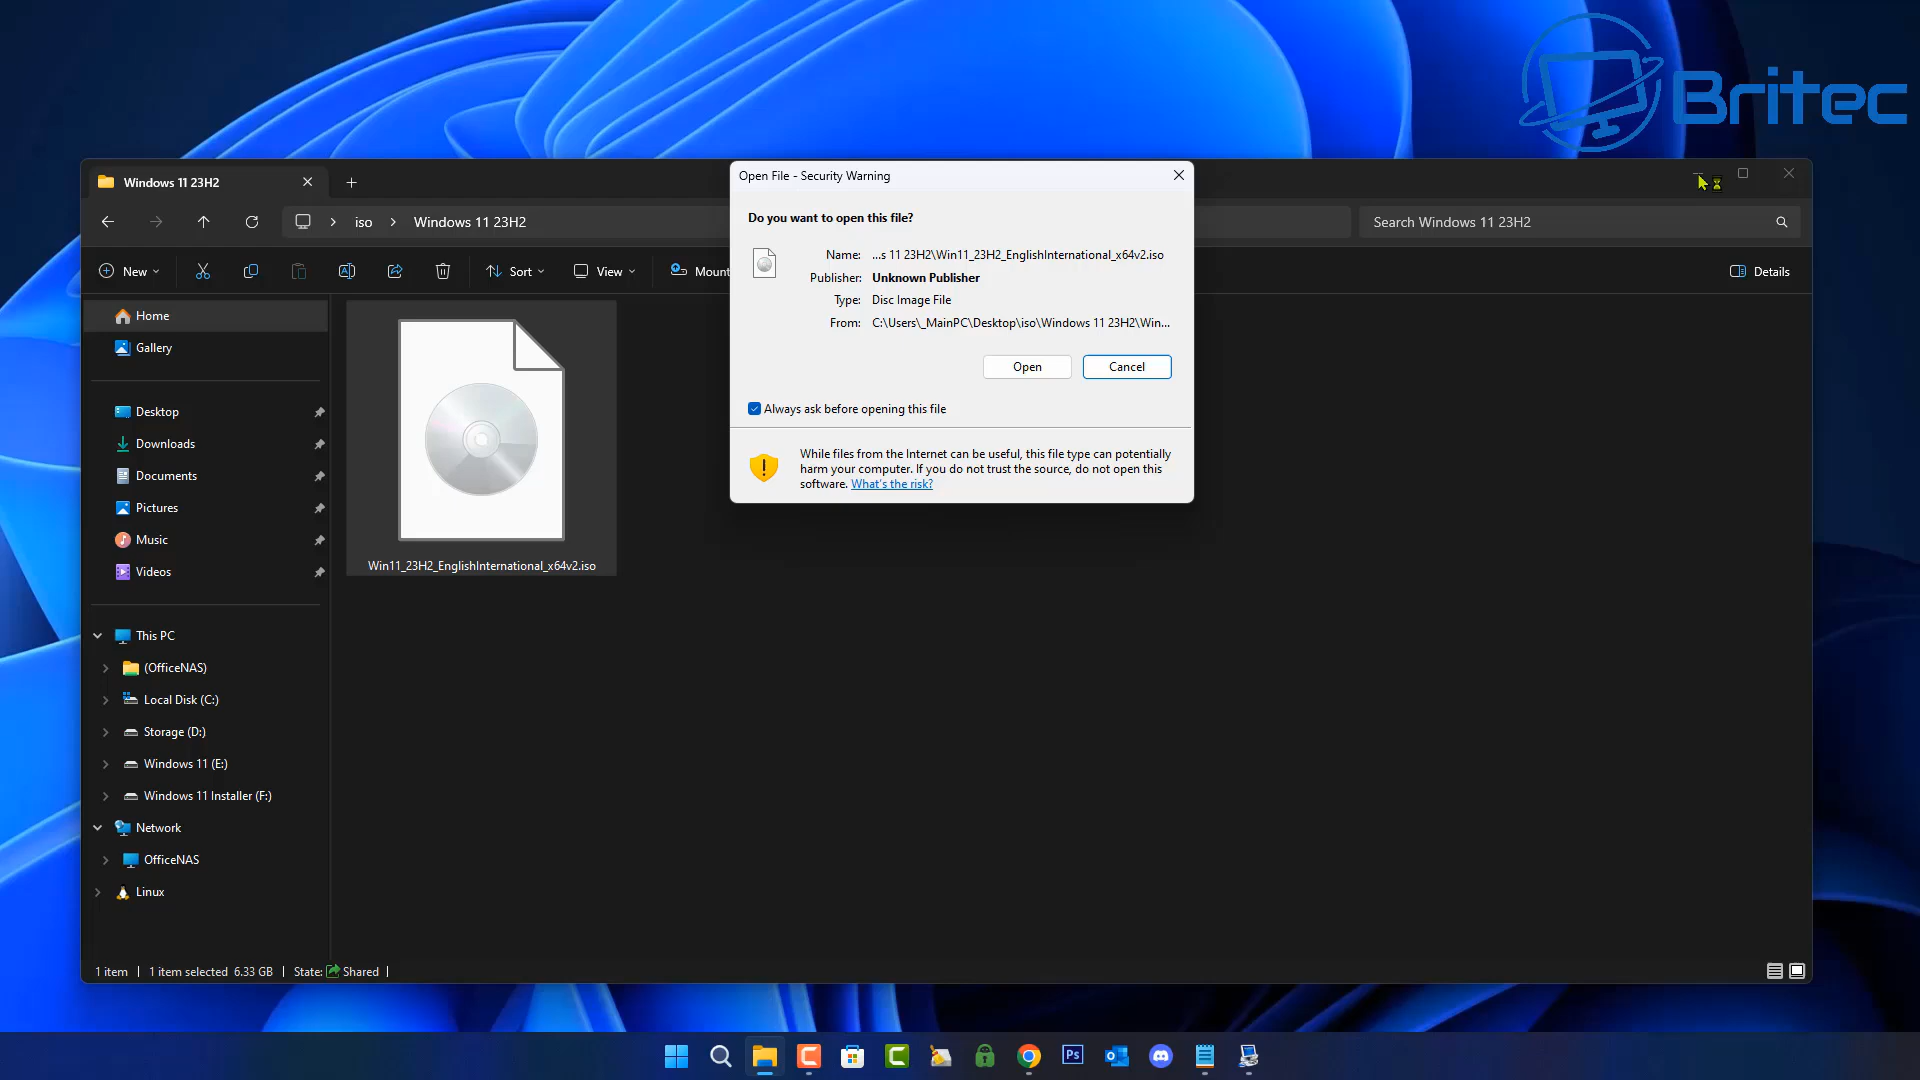 Britec
Windows 11 23H2
iso
Windows 11 23H2
Search Windows 11 23H2
New
Sort
View
Mount
Details
Open File - Security Warning
Do you want to open this file?
Name: ...s 11 23H2\Win11_23H2_EnglishInternational_x64v2.iso
Publisher: Unknown Publisher
Type: Disc Image File
From: C:\Users\_MainPC\Desktop\iso\Windows 11 23H2\Win...
Open
Cancel
Always ask before opening this file
While files from the Internet can be useful, this file type can potentially
harm your computer. If you do not trust the source, do not open this
software. What's the risk?
Home
Gallery
Desktop
Downloads
Documents
Pictures
Music
Videos
This PC
(OfficeNAS)
Local Disk (C:)
Storage (D:)
Windows 11 (E:)
Windows 11 Installer (F:)
Network
OfficeNAS
Linux
Win11_23H2_EnglishInternational_x64v2.iso
1 item
1 item selected 6.33 GB
State: Shared
Ps